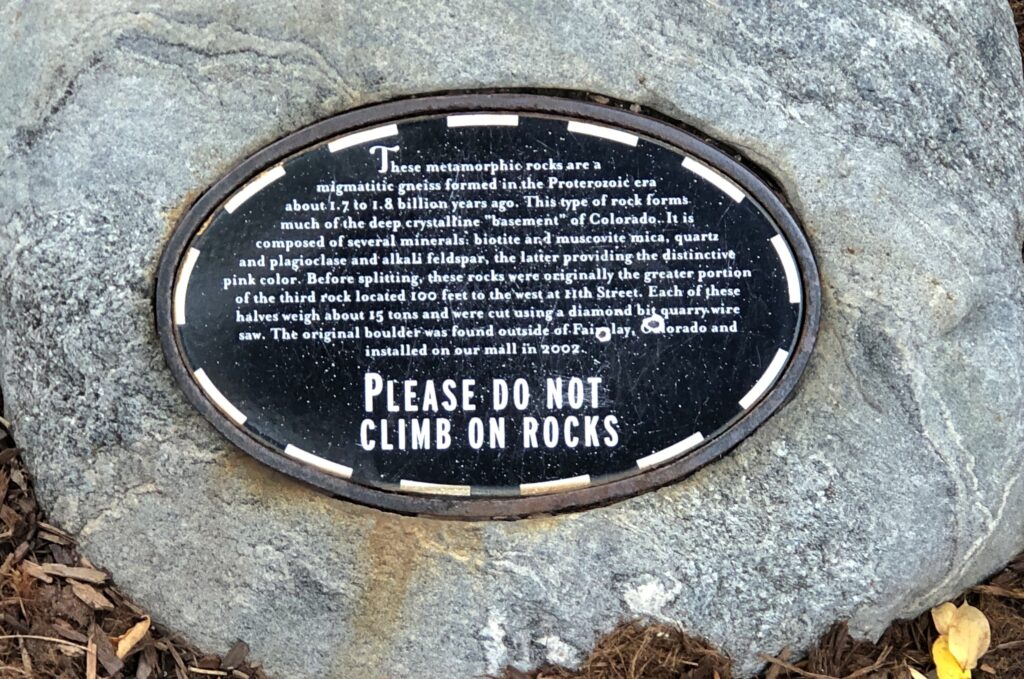 These metamorphic rocks are a
migmatitic gneiss formed in the Proterozoic era
about 1.7 to 1.8 billion years ago. This type of rock forms
much of the deep crystalline "basement" of Colorado. It is
composed of several minerals: biotite and muscovite mica, quartz
and plagioclase and alkali feldspar, the latter providing the distinctive
pink color. Before splitting, these rocks were originally the greater portion
of the third rock located 100 feet to the west at 11th Street. Each of these
halves weigh about 15 tons and were cut using a diamond bit quarry wire
saw. The original boulder was found outside of Fairplay, Colorado and
installed on our mall in 2002.
PLEASE DO NOT
CLIMB ON ROCKS